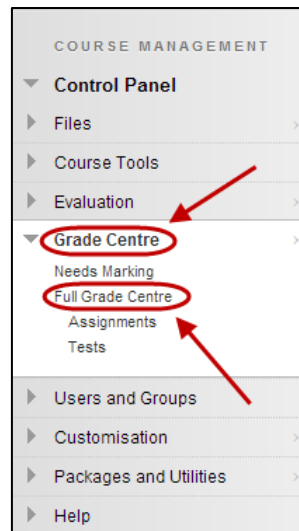 COURSE MANAGEMENT
Control Panel
Files
Course Tools
Evaluation
Grade Centre
Needs Marking
Full Grade Centre
Assignments
Tests
Users and Groups
Customisation
Packages and Utilities
Help